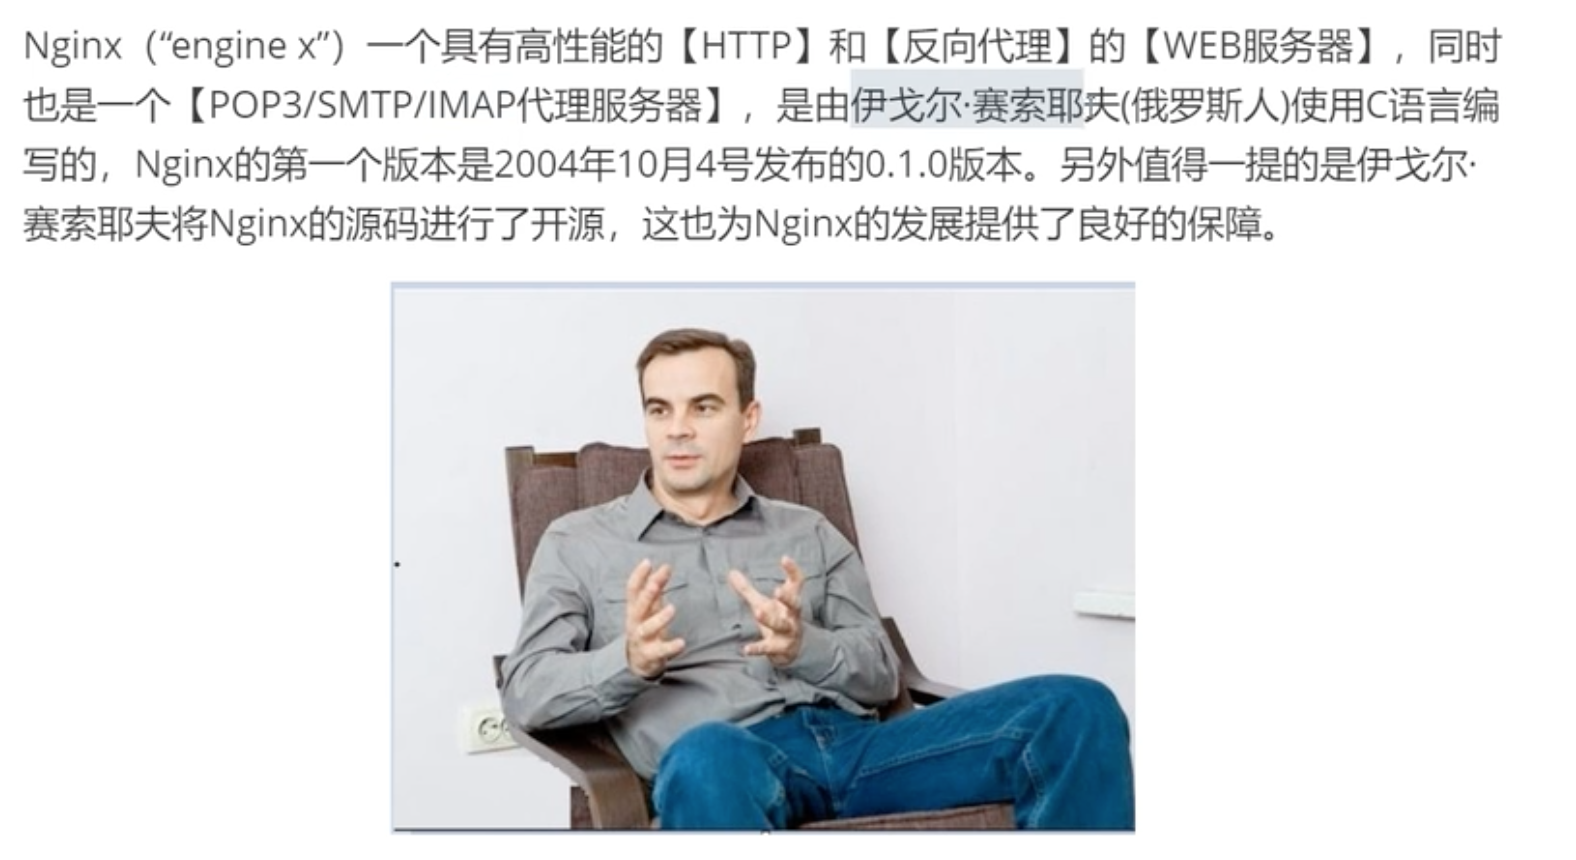 Nginx（“engine x”）一个具有高性能的【HTTP】和【反向代理】的【WEB服务器】，同时
也是一个【POP3/SMTP/IMAP代理服务器】，是由伊戈尔·赛索耶夫(俄罗斯人)使用C语言编
写的，Nginx的第一个版本是2004年10月4号发布的0.1.0版本。另外值得一提的是伊戈尔·
赛索耶夫将Nginx的源码进行了开源，这也为Nginx的发展提供了良好的保障。